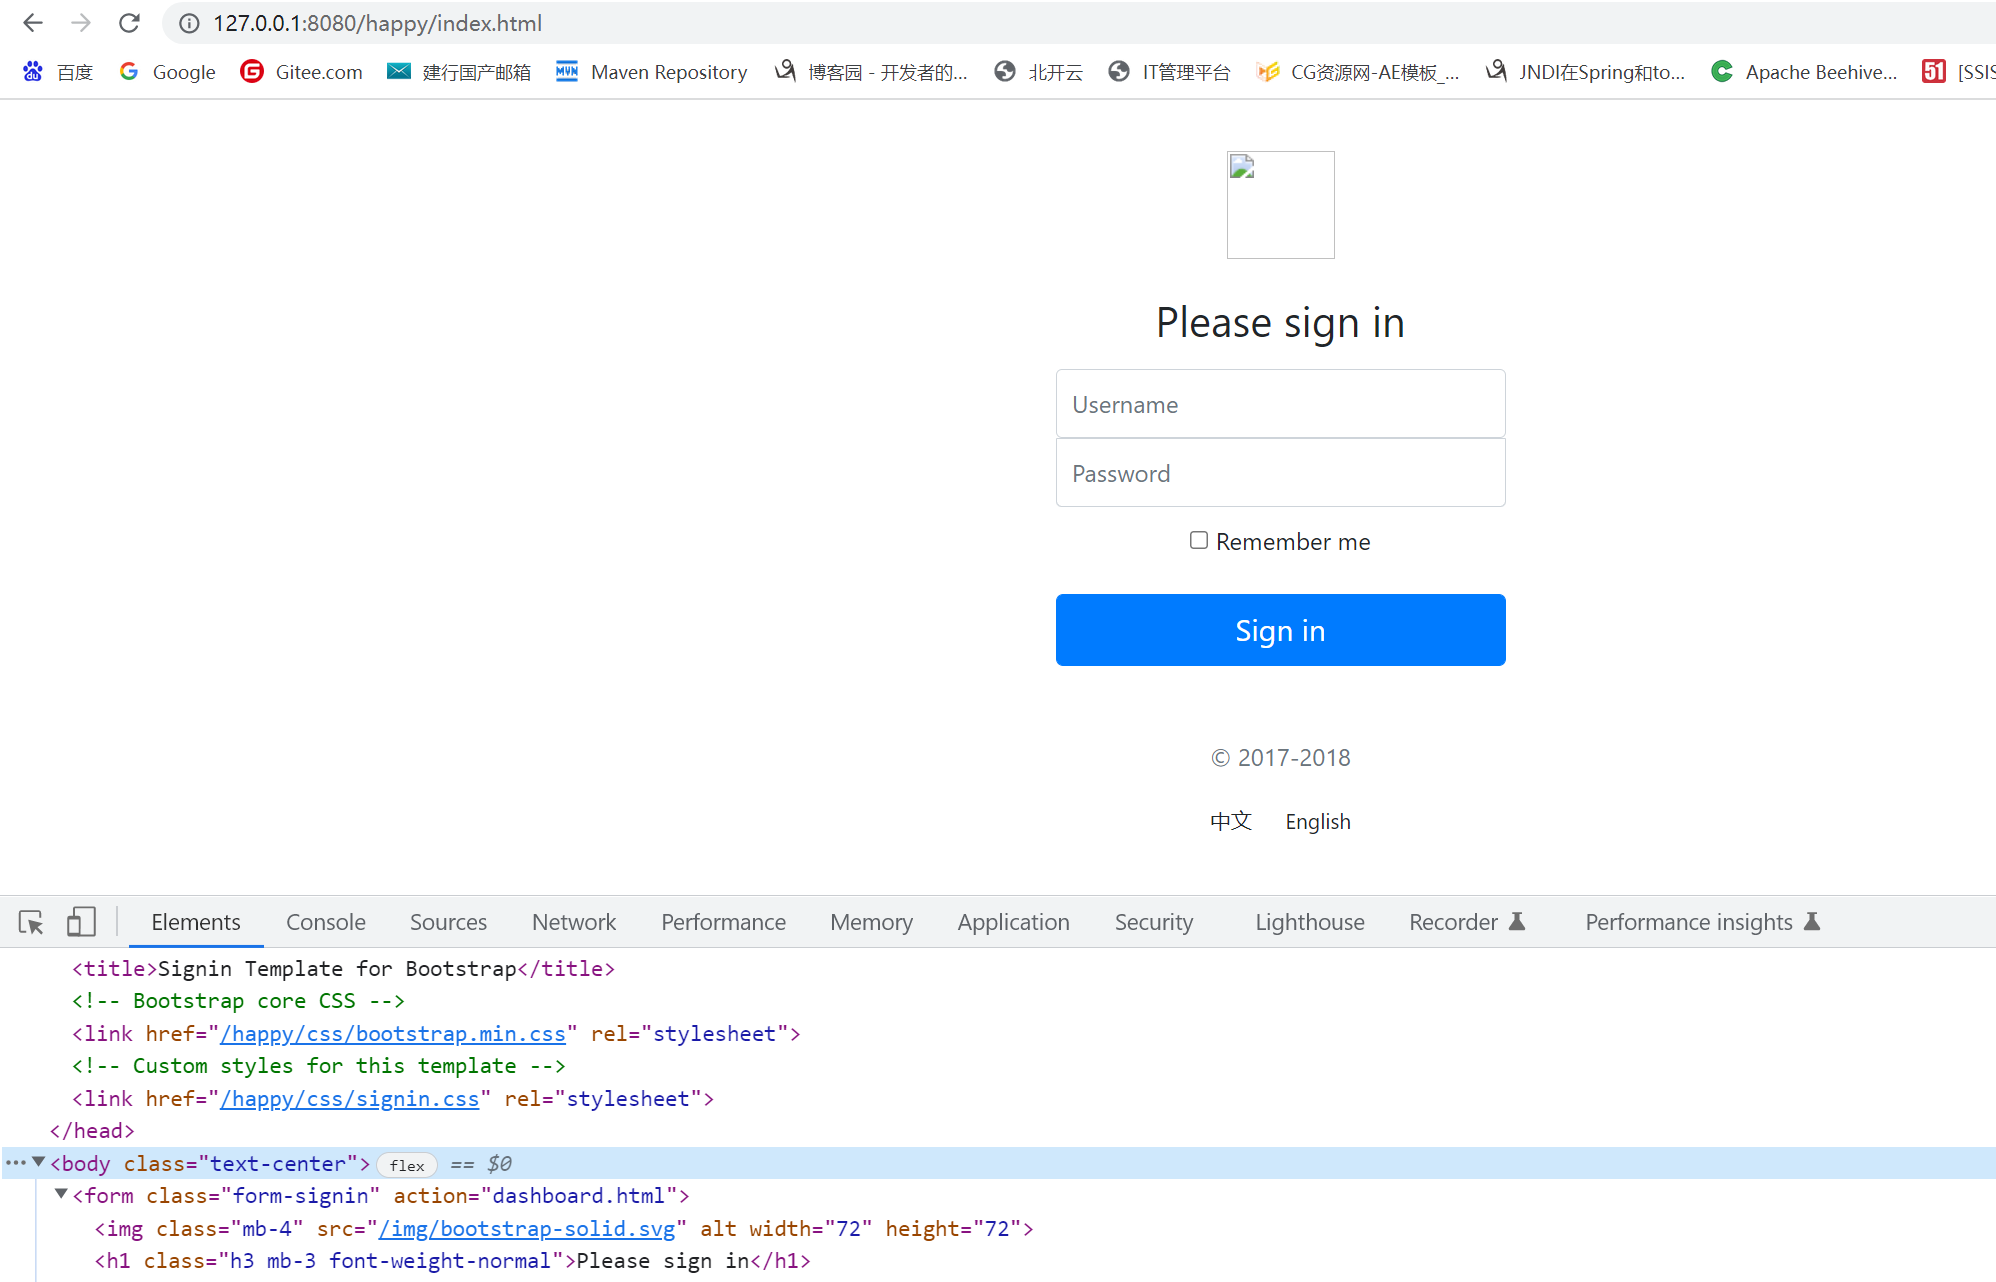 127.0.0.1:8080/happy/index.html
百度 Google Gitee.com 建行国产邮箱 Maven Repository 博客园 - 开发者的... 北开云 IT管理平台 CG资源网-AE模板_... JNDI在Spring和to... Apache Beehive... [SSIS
Please sign in
Username
Password
Remember me
Sign in
© 2017-2018
中文 English
Elements Console Sources Network Performance Memory Application Security Lighthouse Recorder Performance insights
<title>Signin Template for Bootstrap</title>
<!-- Bootstrap core CSS -->
<link href="/happy/css/bootstrap.min.css" rel="stylesheet">
<!-- Custom styles for this template -->
<link href="/happy/css/signin.css" rel="stylesheet">
</head>
<body class="text-center"> flex == $0
<form class="form-signin" action="dashboard.html">
<img class="mb-4" src="/img/bootstrap-solid.svg" alt width="72" height="72">
<h1 class="h3 mb-3 font-weight-normal">Please sign in</h1>